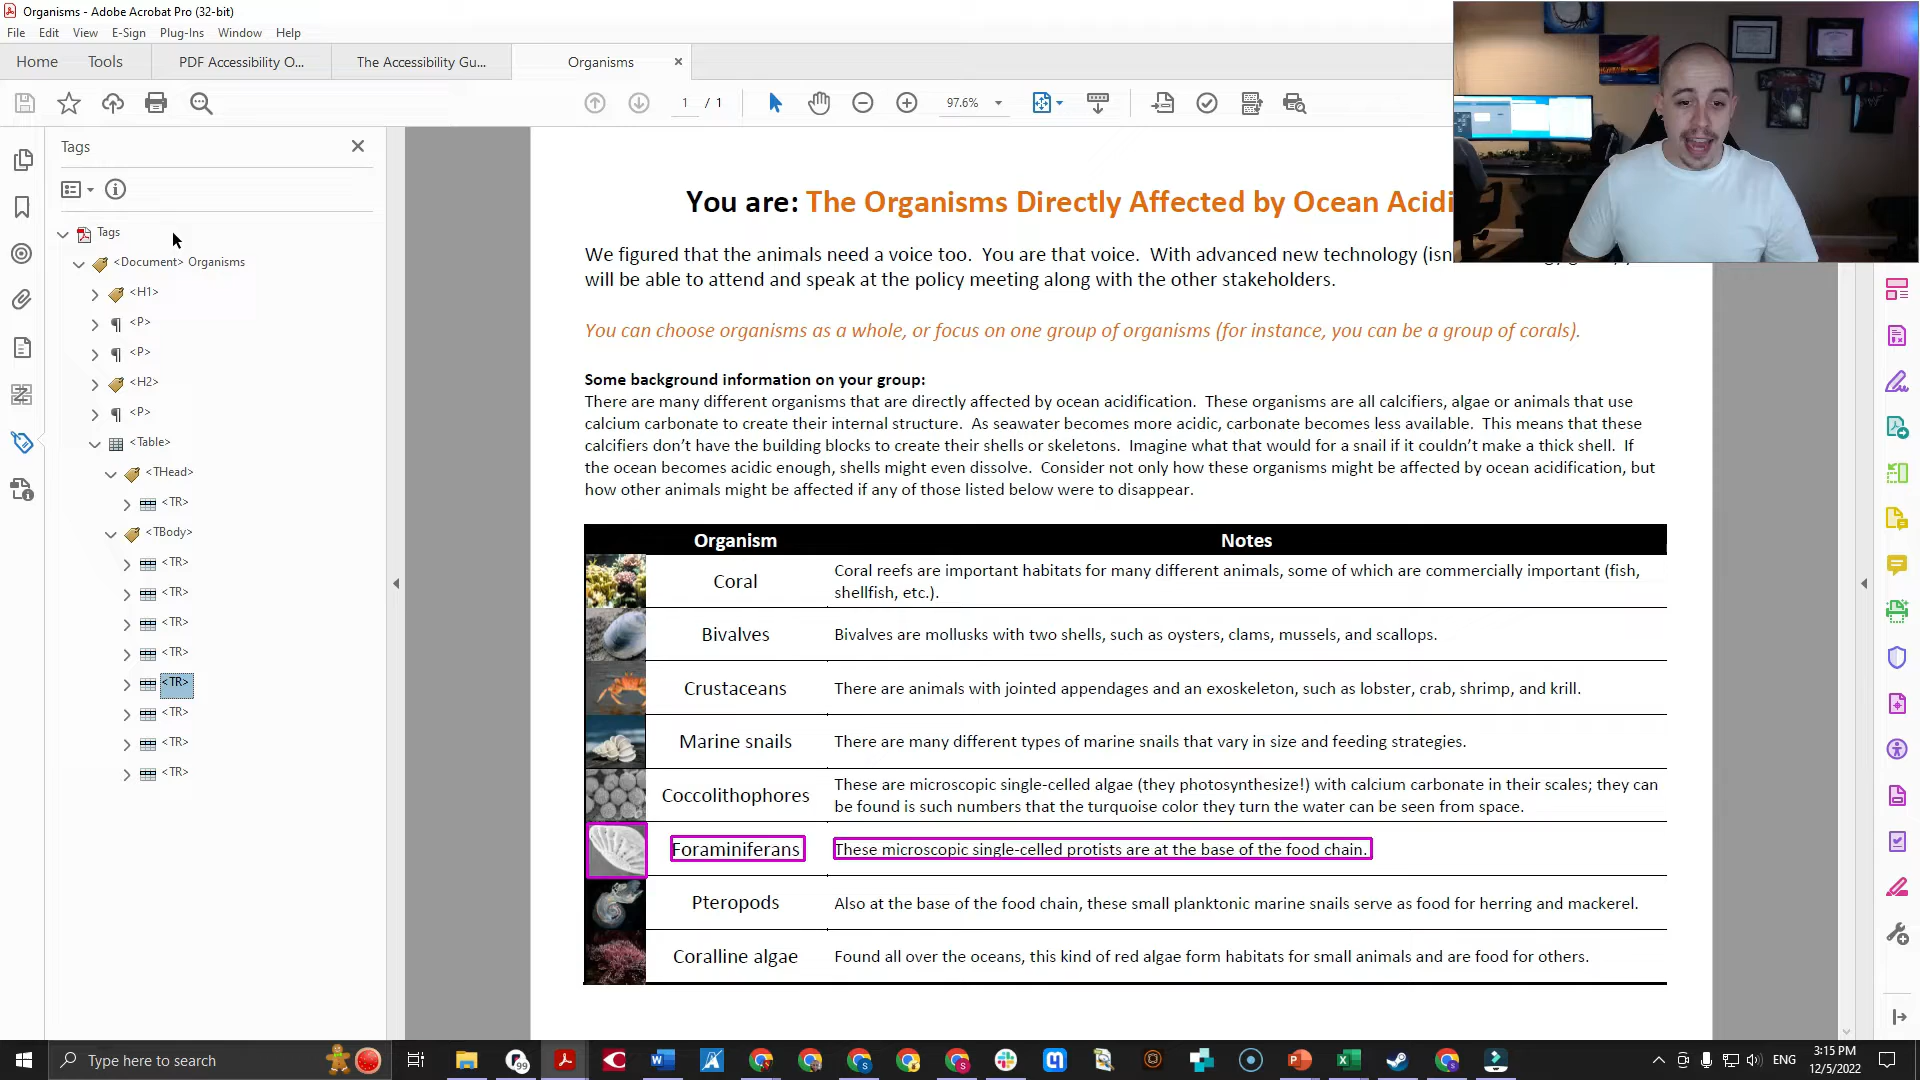 Organisms - Adobe Acrobat Pro (32-bit)
File Edit View E-Sign Plug-Ins Window Help
Home Tools PDF Accessibility O... The Accessibility Gu... Organisms
1 / 1 97.6%
Tags
Tags
<Document> Organisms
<H1>
<P>
<P>
<H2>
<P>
<Table>
<THead>
<TR>
<TBody>
<TR>
<TR>
<TR>
<TR>
<TR>
<TR>
<TR>
<TR>
You are: The Organisms Directly Affected by Ocean Acidi
We figured that the animals need a voice too. You are that voice. With advanced new technology (isn
will be able to attend and speak at the policy meeting along with the other stakeholders.
You can choose organisms as a whole, or focus on one group of organisms (for instance, you can be a group of corals).
Some background information on your group:
There are many different organisms that are directly affected by ocean acidification. These organisms are all calcifiers, algae or animals that use
calcium carbonate to create their internal structure. As seawater becomes more acidic, carbonate becomes less available. This means that these
calcifiers don't have the building blocks to create their shells or skeletons. Imagine what that would for a snail if it couldn't make a thick shell. If
the ocean becomes acidic enough, shells might even dissolve. Consider not only how these organisms might be affected by ocean acidification, but
how other animals might be affected if any of those listed below were to disappear.
Organism Notes
Coral Coral reefs are important habitats for many different animals, some of which are commercially important (fish,
shellfish, etc.).
Bivalves Bivalves are mollusks with two shells, such as oysters, clams, mussels, and scallops.
Crustaceans There are animals with jointed appendages and an exoskeleton, such as lobster, crab, shrimp, and krill.
Marine snails There are many different types of marine snails that vary in size and feeding strategies.
Coccolithophores These are microscopic single-celled algae (they photosynthesize!) with calcium carbonate in their scales; they can
be found is such numbers that the turquoise color they turn the water can be seen from space.
Foraminiferans These microscopic single-celled protists are at the base of the food chain.
Pteropods Also at the base of the food chain, these small planktonic marine snails serve as food for herring and mackerel.
Coralline algae Found all over the oceans, this kind of red algae form habitats for small animals and are food for others.
Type here to search
99
ENG
3:15 PM
12/5/2022